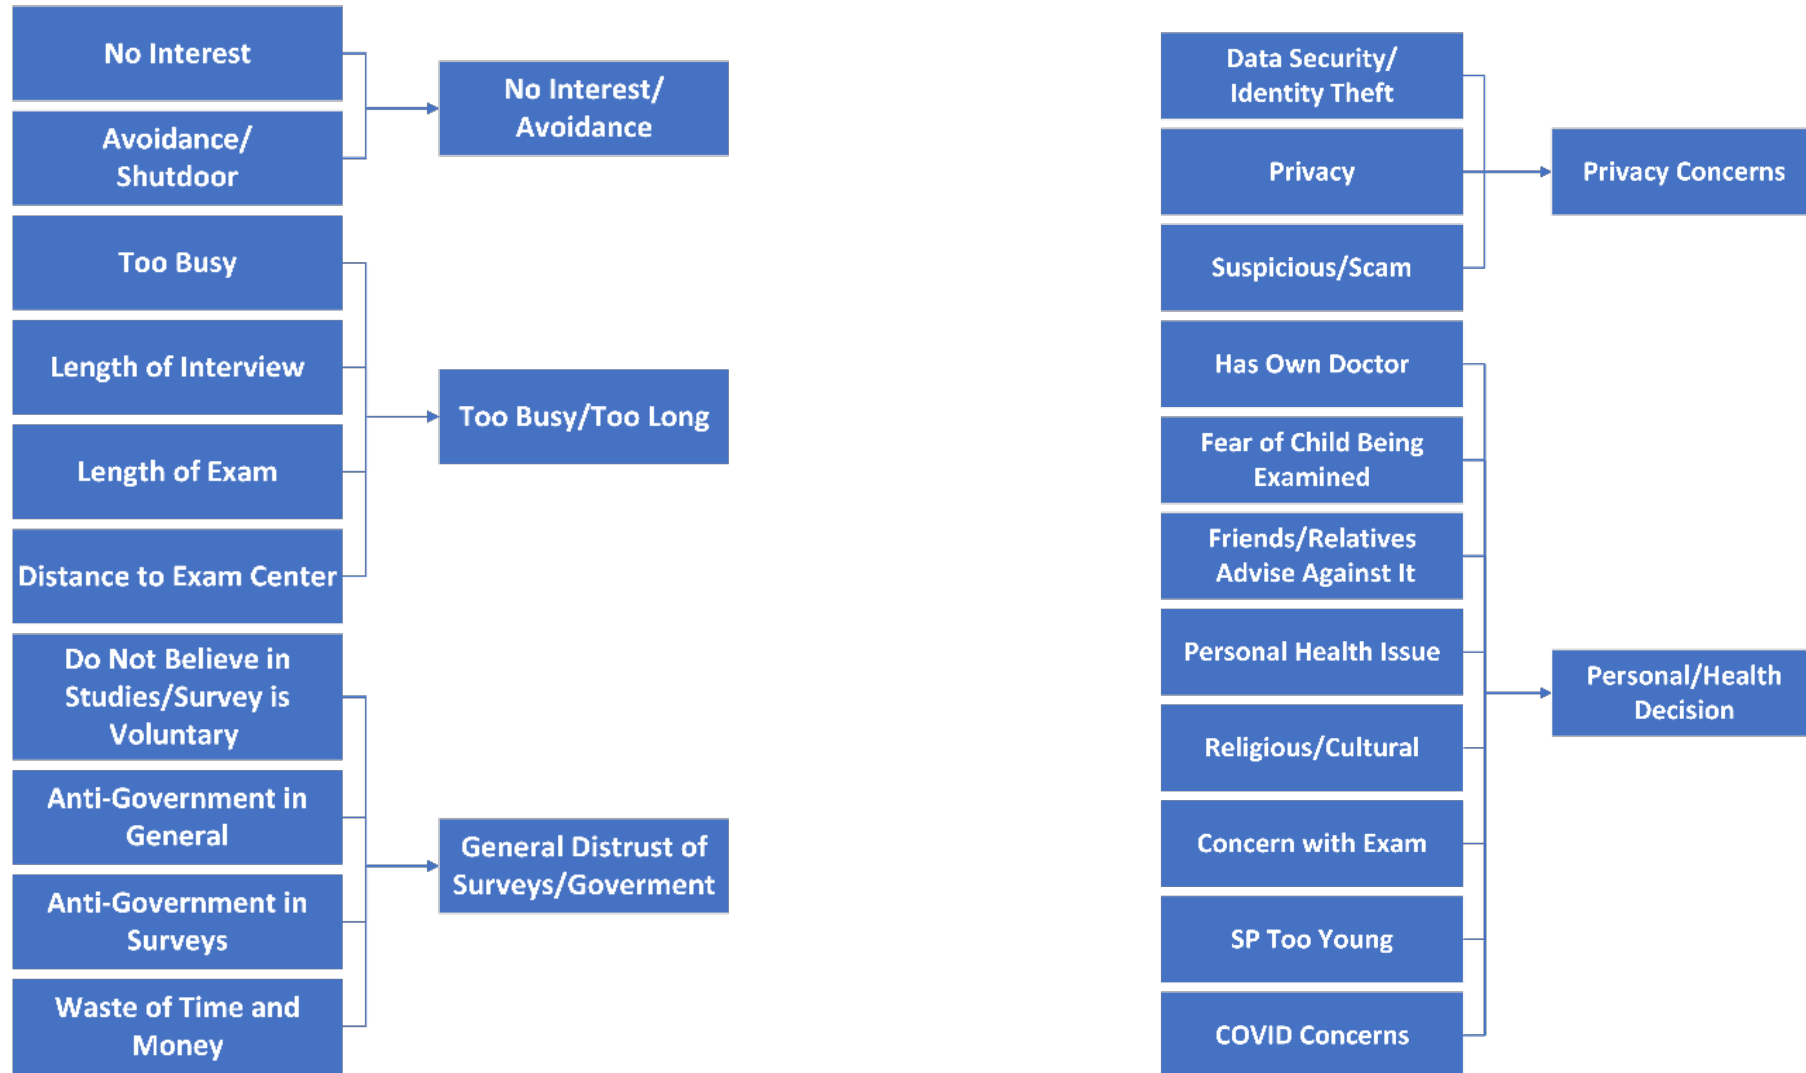 No Interest
Avoidance/
Shutdoor
No Interest/
Avoidance
Too Busy
Length of Interview
Length of Exam
Distance to Exam Center
Too Busy/Too Long
Do Not Believe in
Studies/Survey is
Voluntary
Anti-Government in
General
Anti-Government in
Surveys
Waste of Time and
Money
General Distrust of
Surveys/Goverment
Data Security/
Identity Theft
Privacy
Suspicious/Scam
Privacy Concerns
Has Own Doctor
Fear of Child Being
Examined
Friends/Relatives
Advise Against It
Personal Health Issue
Religious/Cultural
Concern with Exam
SP Too Young
COVID Concerns
Personal/Health
Decision